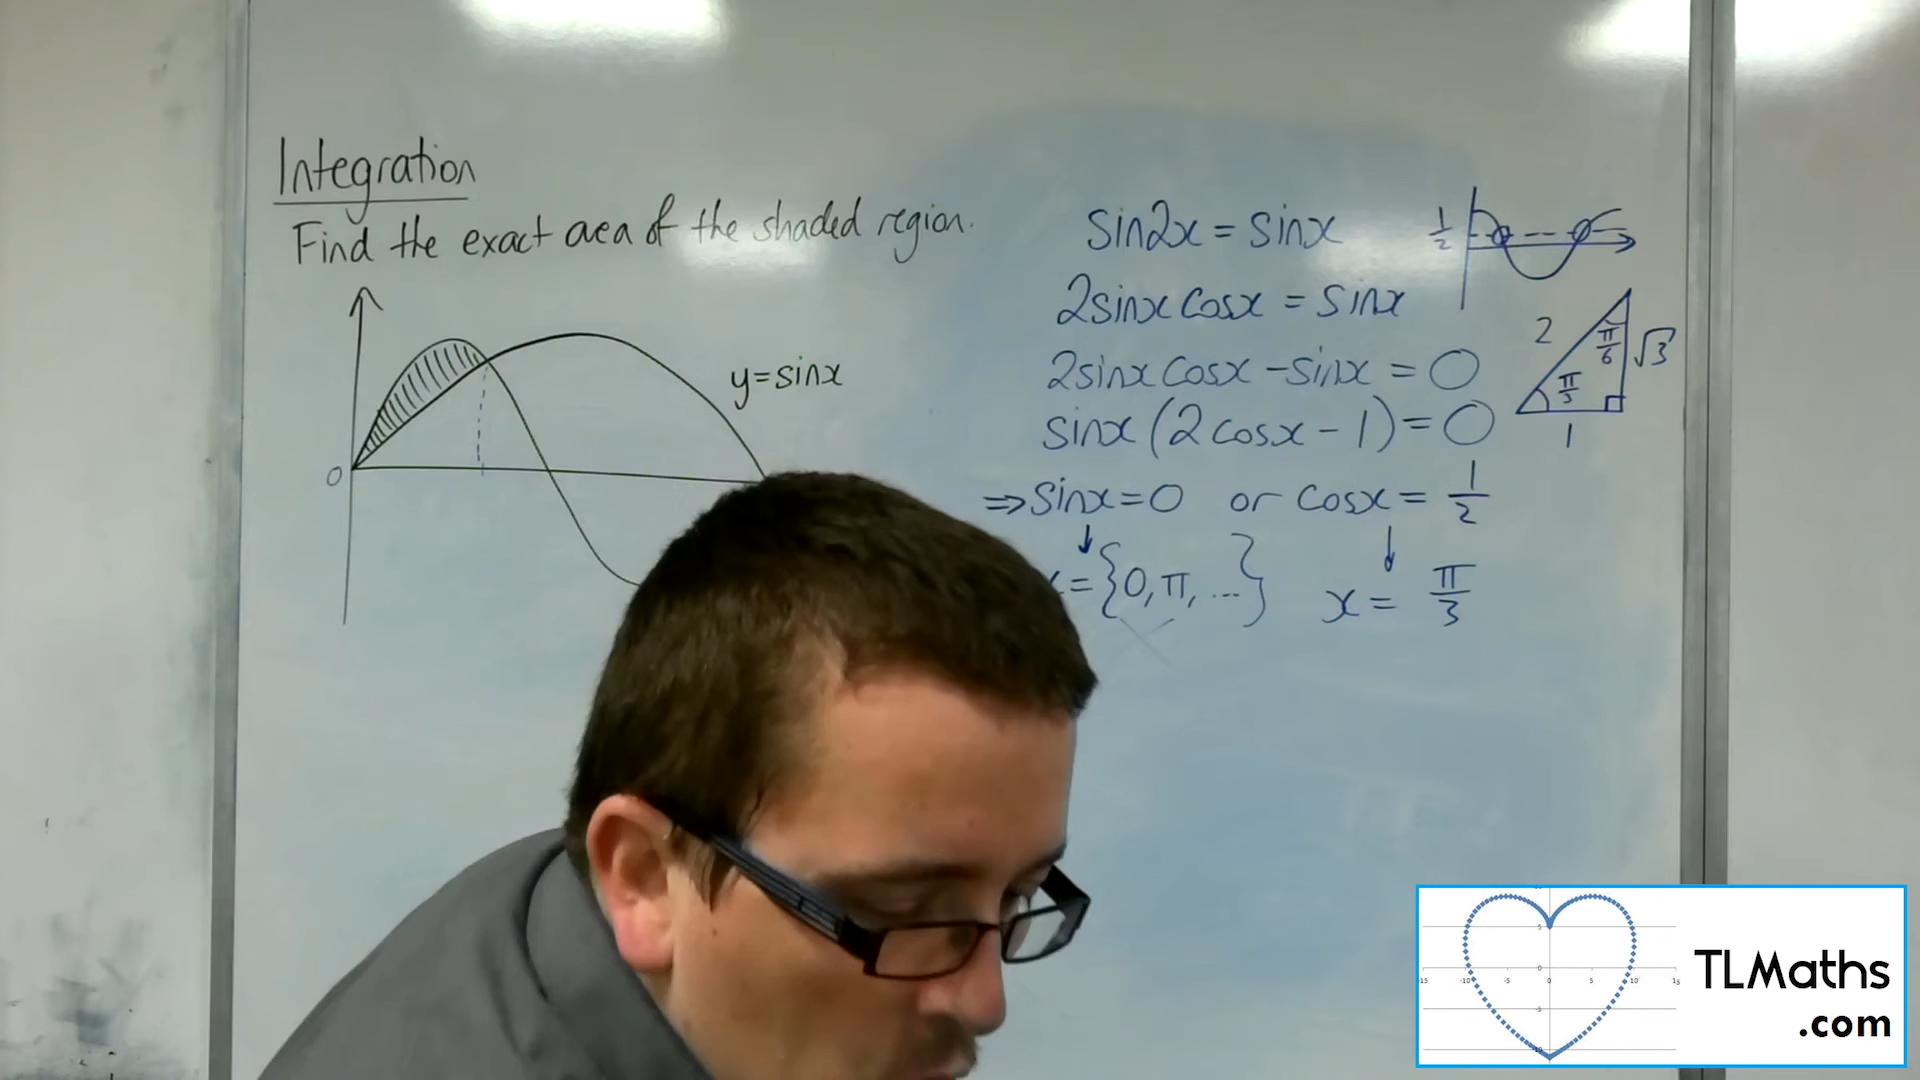 Integration
Find the exact area of the shaded region.
y=sinx
0
sin2x = sinx
2sinx cosx = sinx
2sinx cosx - sinx = 0
sinx (2cosx - 1) = 0
⇒ sinx = 0 or cosx = 1/2
↓ ↓
= {0, π, ...} x = π/3
1/2
2
π/6
√3
π/3
1
TLMaths
.com